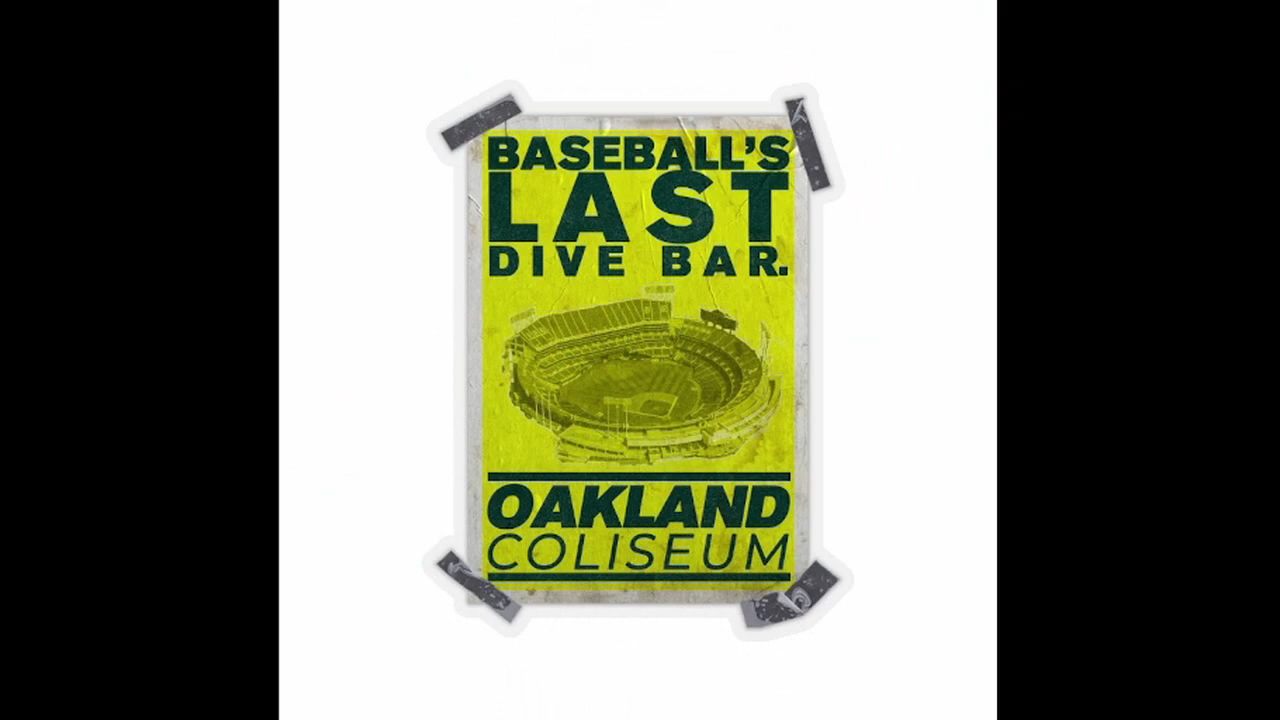 BASEBALL'S
LAST
DIVE BAR.
OAKLAND
COLISEUM